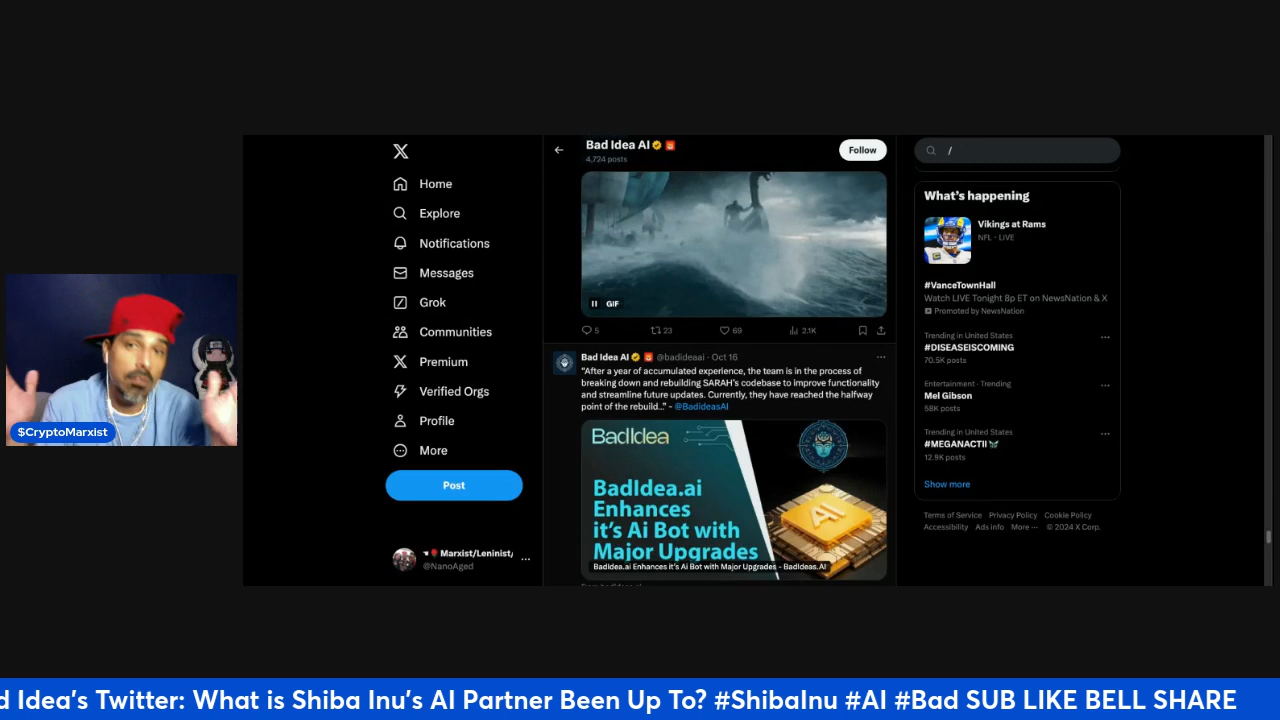 Home
Explore
Notifications
Messages
Grok
Communities
Premium
Verified Orgs
Profile
More
Post
Marxist/Leninist/
@NanoAged
Bad Idea AI
4,724 posts
Follow
GIF
5 23 69 2.1K
Bad Idea AI @badideaai · Oct 16
"After a year of accumulated experience, the team is in the process of
breaking down and rebuilding SARAH's codebase to improve functionality
and streamline future updates. Currently, they have reached the halfway
point of the rebuild..." - @BadIdeasAI
BadIdea
AI
BadIdea.ai
Enhances
it's Ai Bot with
Major Upgrades
BadIdea.ai Enhances it's Ai Bot with Major Upgrades - BadIdeas.AI
/
What's happening
Vikings at Rams
NFL · LIVE
#VanceTownHall
Watch LIVE Tonight 8p ET on NewsNation & X
Promoted by NewsNation
Trending in United States
#DISEASEISCOMING
70.5K posts
Entertainment · Trending
Mel Gibson
58K posts
Trending in United States
#MEGANACTII
12.9K posts
Show more
Terms of Service Privacy Policy Cookie Policy
Accessibility Ads info More ··· © 2024 X Corp.
$CryptoMarxist
d Idea's Twitter: What is Shiba Inu's AI Partner Been Up To? #ShibaInu #AI #Bad SUB LIKE BELL SHARE